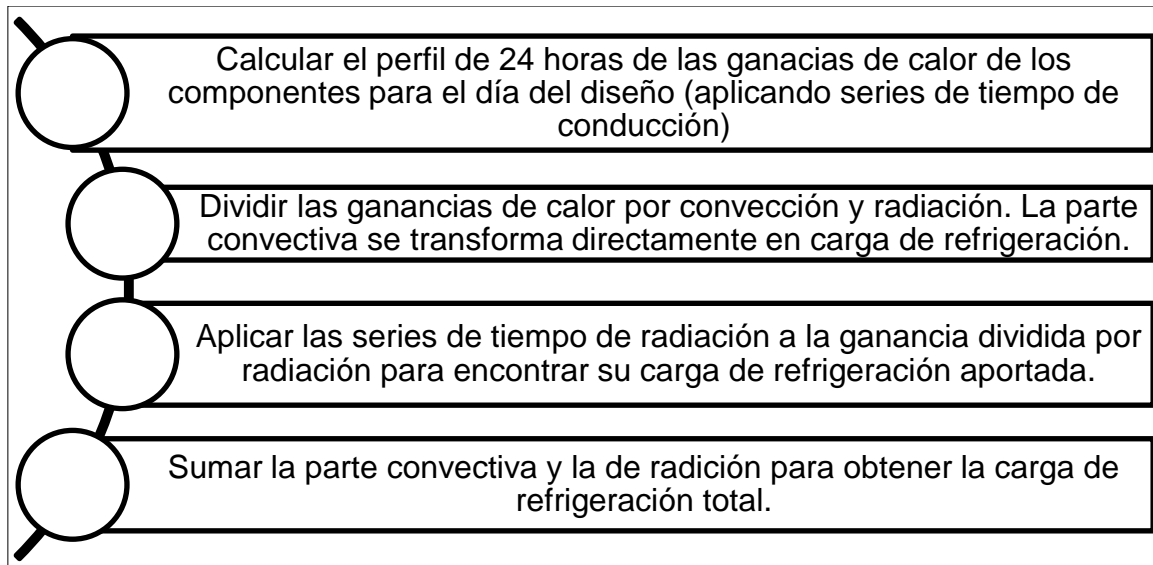 Calcular el perfil de 24 horas de las ganacias de calor de los
componentes para el día del diseño (aplicando series de tiempo de
conducción)
Dividir las ganancias de calor por convección y radiación. La parte
convectiva se transforma directamente en carga de refrigeración.
Aplicar las series de tiempo de radiación a la ganancia dividida por
radiación para encontrar su carga de refrigeración aportada.
Sumar la parte convectiva y la de radición para obtener la carga de
refrigeración total.